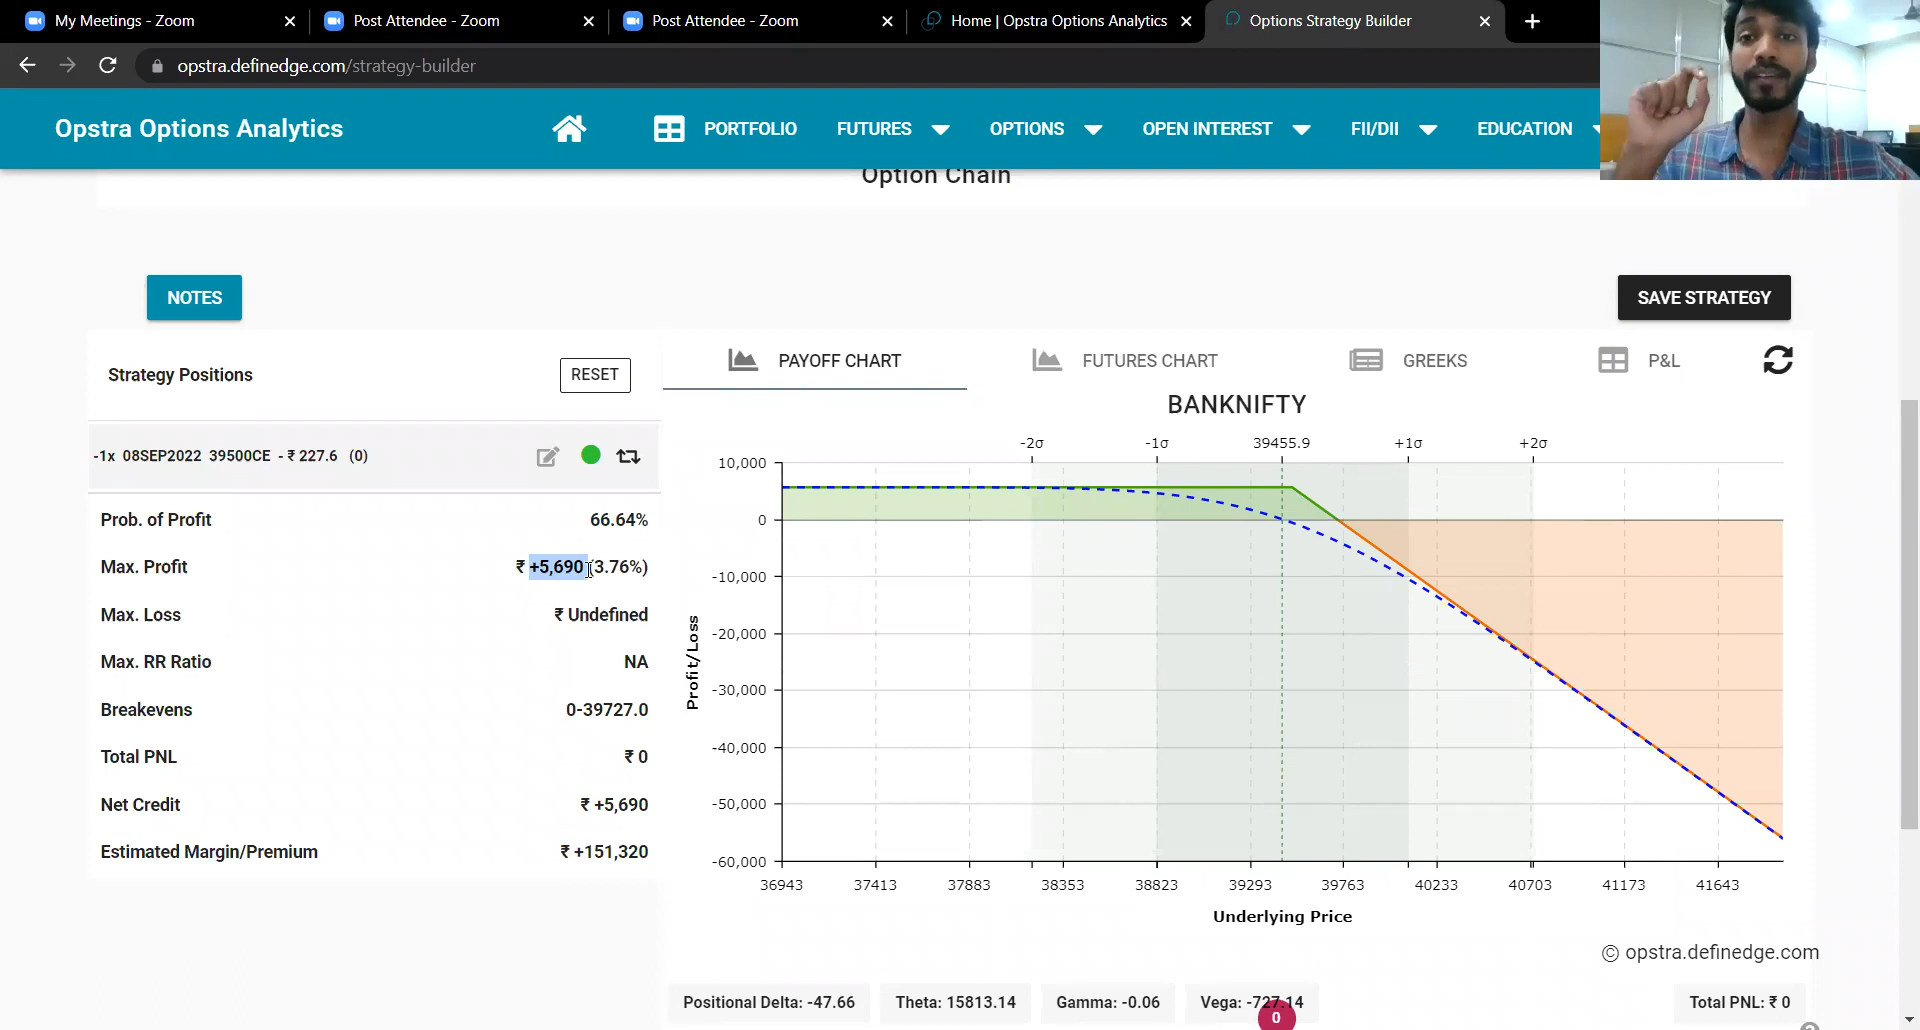 My Meetings - Zoom
Post Attendee - Zoom
Post Attendee - Zoom
Home | Opstra Options Analytics
Options Strategy Builder
opstra.definedge.com/strategy-builder
Opstra Options Analytics
PORTFOLIO
FUTURES
OPTIONS
OPEN INTEREST
FII/DII
EDUCATION
Option Chain
NOTES
SAVE STRATEGY
Strategy Positions
RESET
-1x 08SEP2022 39500CE - ₹ 227.6 (0)
Prob. of Profit 66.64%
Max. Profit ₹ +5,690 (3.76%)
Max. Loss ₹ Undefined
Max. RR Ratio NA
Breakevens 0-39727.0
Total PNL ₹ 0
Net Credit ₹ +5,690
Estimated Margin/Premium ₹ +151,320
PAYOFF CHART
FUTURES CHART
GREEKS
P&L
BANKNIFTY
-2σ -1σ 39455.9 +1σ +2σ
10,000
0
-10,000
-20,000
-30,000
-40,000
-50,000
-60,000
Profit/Loss
36943 37413 37883 38353 38823 39293 39763 40233 40703 41173 41643
Underlying Price
© opstra.definedge.com
Positional Delta: -47.66
Theta: 15813.14
Gamma: -0.06
Vega: -727.14
0
Total PNL: ₹ 0